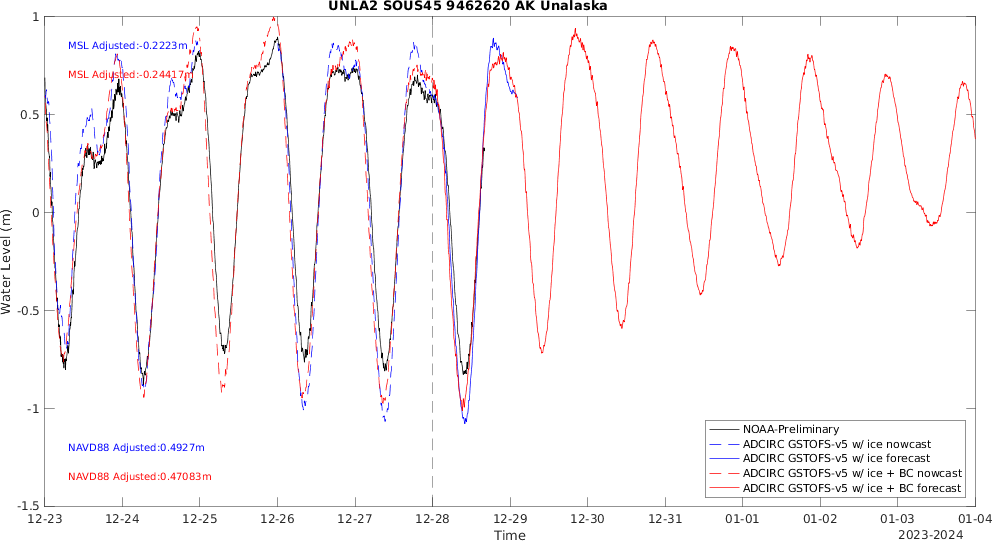 UNLA2 SOUS45 9462620 AK Unalaska
1
MSL Adjusted:-0.2223m
MSL Adjusted:-0.24417m
0.5
0
Water Level (m)
-0.5
-1
NAVD88 Adjusted:0.4927m
NAVD88 Adjusted:0.47083m
-1.5
NOAA-Preliminary
ADCIRC GSTOFS-v5 w/ ice nowcast
ADCIRC GSTOFS-v5 w/ ice forecast
ADCIRC GSTOFS-v5 w/ ice + BC nowcast
ADCIRC GSTOFS-v5 w/ ice + BC forecast
12-23 12-24 12-25 12-26 12-27 12-28 12-29 12-30 12-31 01-01 01-02 01-03 01-04
Time
2023-2024